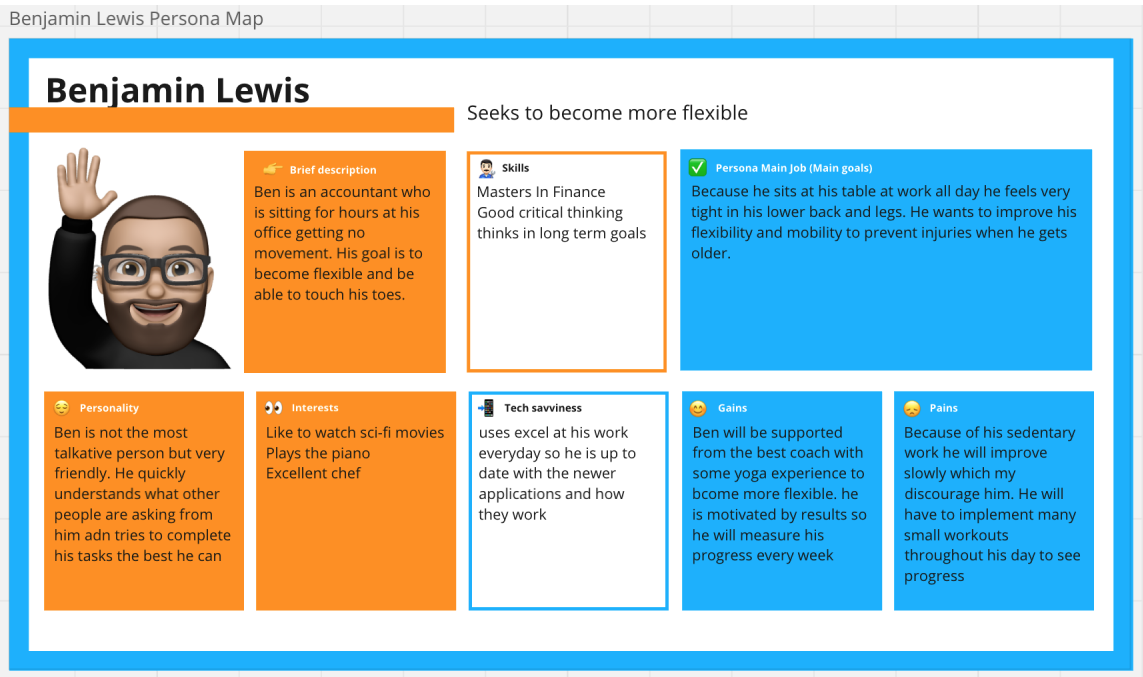 Benjamin Lewis Persona Map
Benjamin Lewis
Seeks to become more flexible
Brief description
Ben is an accountant who
is sitting for hours at his
office getting no
movement. His goal is to
become flexible and be
able to touch his toes.
Skills
Masters In Finance
Good critical thinking
thinks in long term goals
Persona Main Job (Main goals)
Because he sits at his table at work all day he feels very
tight in his lower back and legs. He wants to improve his
flexibility and mobility to prevent injuries when he gets
older.
Personality
Ben is not the most
talkative person but very
friendly. He quickly
understands what other
people are asking from
him adn tries to complete
his tasks the best he can
Interests
Like to watch sci-fi movies
Plays the piano
Excellent chef
Tech savviness
uses excel at his work
everyday so he is up to
date with the newer
applications and how
they work
Gains
Ben will be supported
from the best coach with
some yoga experience to
bcome more flexible. he
is motivated by results so
he will measure his
progress every week
Pains
Because of his sedentary
work he will improve
slowly which my
discourage him. He will
have to implement many
small workouts
throughout his day to see
progress